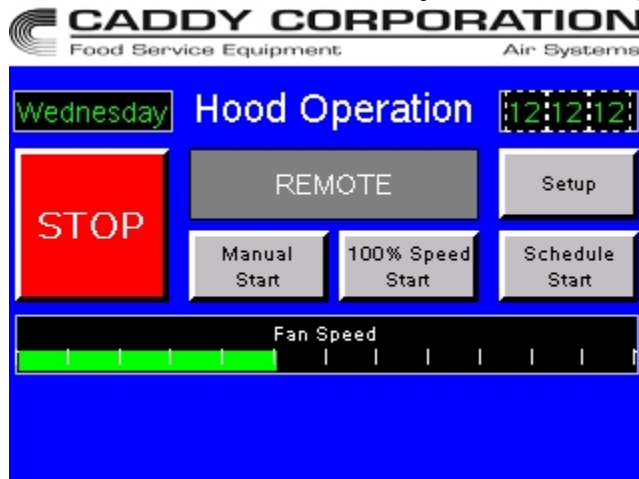 CADDY CORPORATION
Food Service Equipment Air Systems
Wednesday Hood Operation 12:12:12
STOP
REMOTE
Setup
Manual
Start
100% Speed
Start
Schedule
Start
Fan Speed